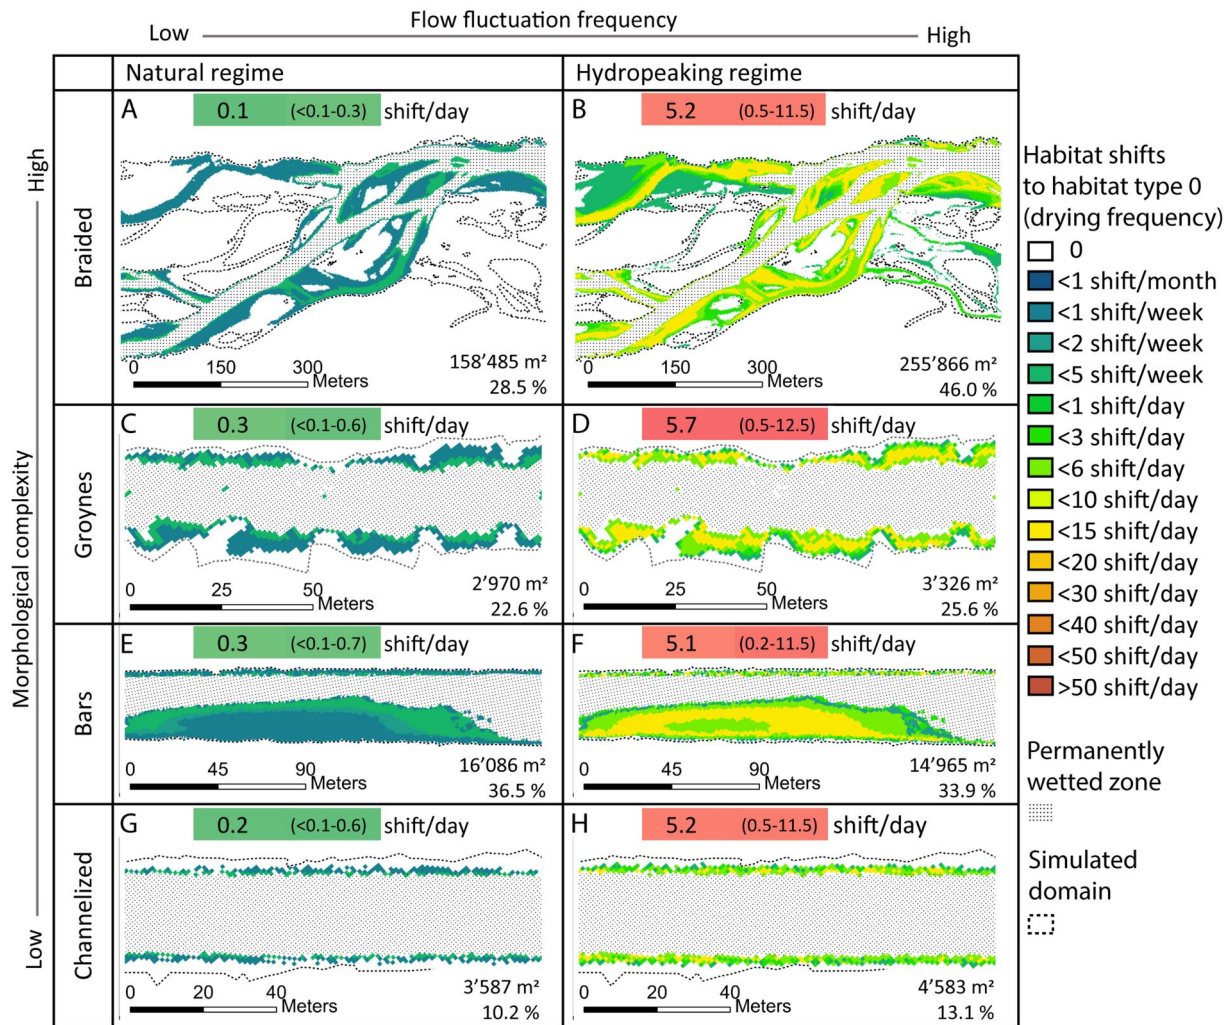 Flow fluctuation frequency
Low
High
Natural regime
Hydropeaking regime
Morphological complexity
High
Low
Braided
A
0.1 (<0.1-0.3) shift/day
0 150 300
Meters
158’485 m²
28.5 %
B
5.2 (0.5-11.5) shift/day
0 150 300
Meters
255’866 m²
46.0 %
Groynes
C
0.3 (<0.1-0.6) shift/day
0 25 50
Meters
2’970 m²
22.6 %
D
5.7 (0.5-12.5) shift/day
0 25 50
Meters
3’326 m²
25.6 %
Bars
E
0.3 (<0.1-0.7) shift/day
0 45 90
Meters
16’086 m²
36.5 %
F
5.1 (0.2-11.5) shift/day
0 45 90
Meters
14’965 m²
33.9 %
Channelized
G
0.2 (<0.1-0.6) shift/day
0 20 40
Meters
3’587 m²
10.2 %
H
5.2 (0.5-11.5) shift/day
0 20 40
Meters
4’583 m²
13.1 %
Habitat shifts
to habitat type 0
(drying frequency)
0
<1 shift/month
<1 shift/week
<2 shift/week
<5 shift/week
<1 shift/day
<3 shift/day
<6 shift/day
<10 shift/day
<15 shift/day
<20 shift/day
<30 shift/day
<40 shift/day
<50 shift/day
>50 shift/day
Permanently
wetted zone
Simulated
domain